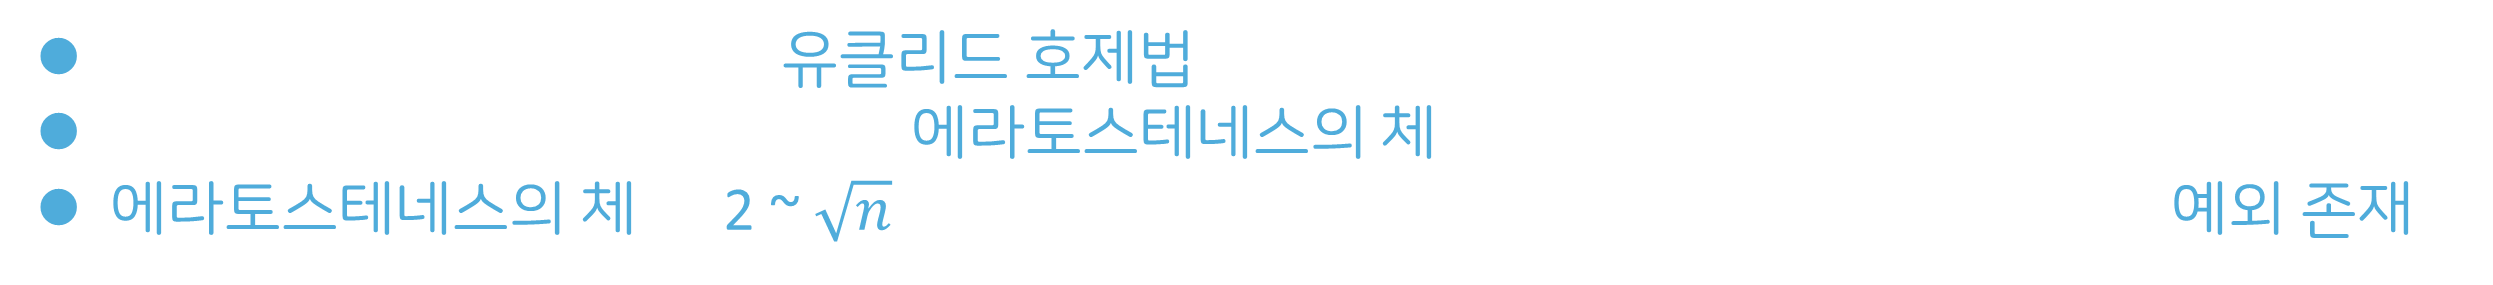 ● 유클리드 호제법
● 에라토스테네스의 체
● 에라토스테네스의 체 2~√n 예의 존재